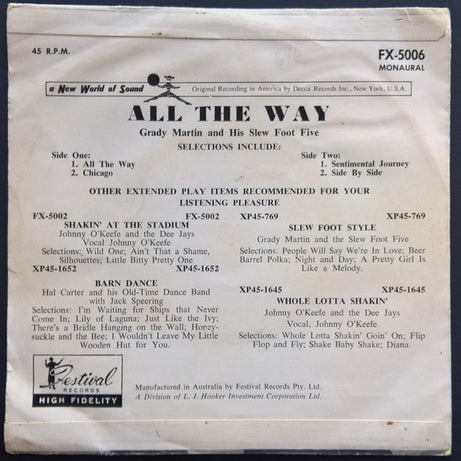 45 R.P.M.
FX-5006
MONAURAL
a New World of Sound
Original Recording in America by Decca Records Inc., New York, U.S.A.
ALL THE WAY
Grady Martin and His Slew Foot Five
SELECTIONS INCLUDE:
Side One:
1. All The Way
2. Chicago
Side Two:
1. Sentimental Journey
2. Side By Side
OTHER EXTENDED PLAY ITEMS RECOMMENDED FOR YOUR
LISTENING PLEASURE
FX-5002 FX-5002
SHAKIN' AT THE STADIUM
Johnny O'Keefe and the Dee Jays
Vocal Johnny O'Keefe
Selections: Wild One; Ain't That a Shame,
Silhouettes; Little Bitty Pretty One
XP45-1652 XP45-1652
BARN DANCE
Hal Carter and his Old-Time Dance Band
with Jack Speering
Selections: I'm Waiting for Ships that Never
Come In; Lily of Laguna; Just Like the Ivy;
There's a Bridle Hanging on the Wall; Honey-
suckle and the Bee; I Wouldn't Leave My Little
Wooden Hut for You.
XP45-769 XP45-769
SLEW FOOT STYLE
Grady Martin and the Slew Foot Five
Selections: People Will Say We're In Love; Beer
Barrel Polka; Night and Day; A Pretty Girl Is
Like a Melody.
XP45-1645 XP45-1645
WHOLE LOTTA SHAKIN'
Johnny O'Keefe and the Dee Jays
Vocal, Johnny O'Keefe
Selections: Whole Lotta Shakin' Goin' On; Flip
Flop and Fly; Shake Baby Shake; Diana.
Festival
RECORDS
HIGH FIDELITY
Manufactured in Australia by Festival Records Pty. Ltd.
A Division of L. J. Hooker Investment Corporation Ltd.